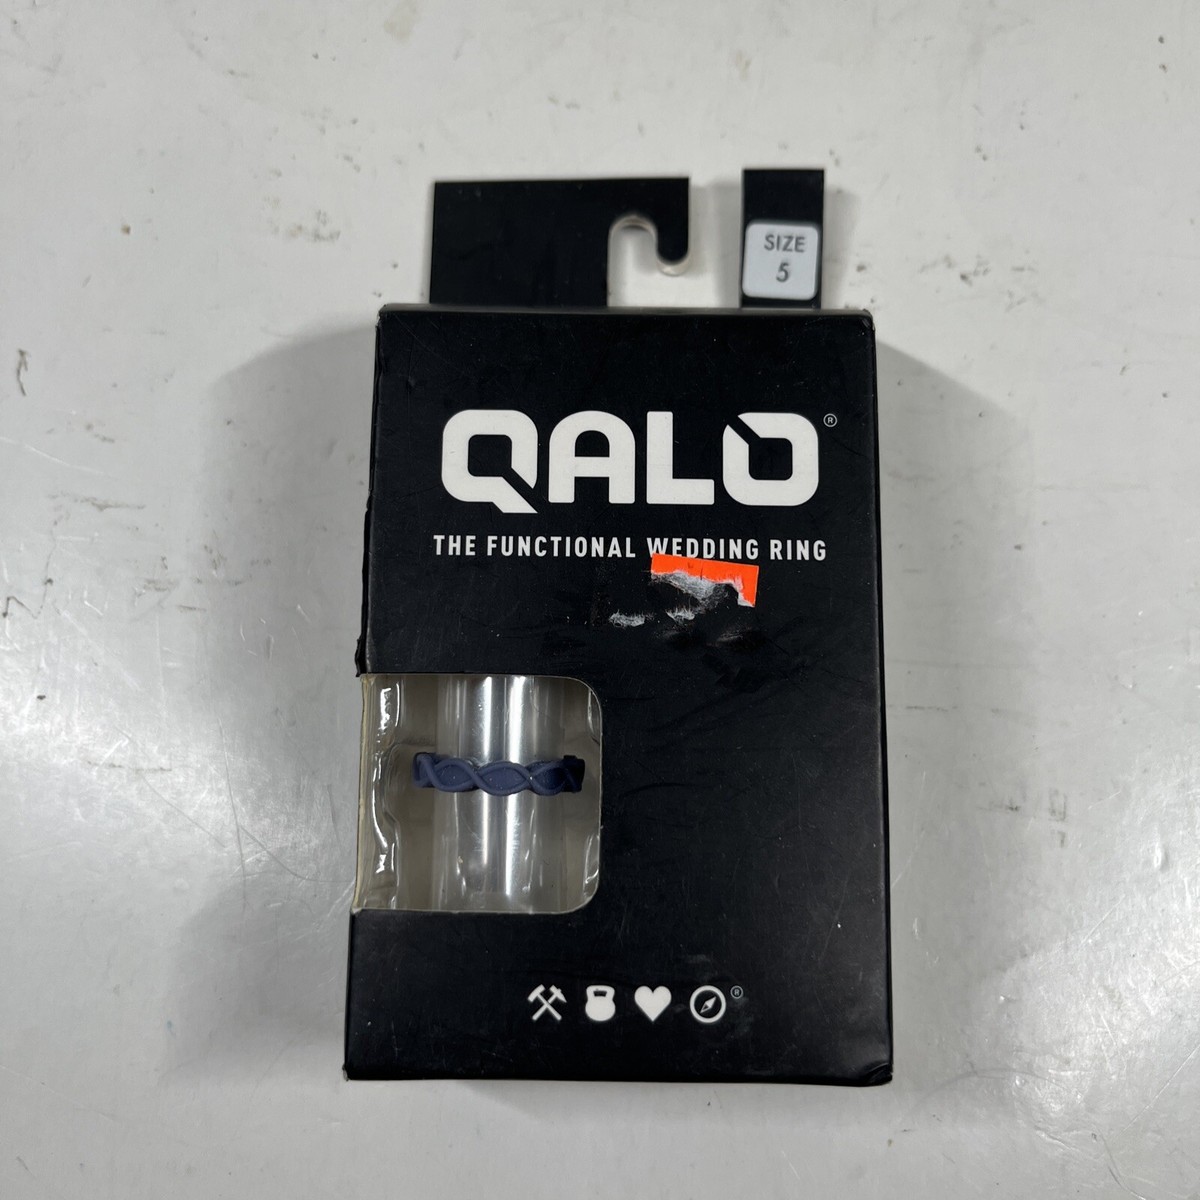 SIZE
5
QALO®
THE FUNCTIONAL WEDDING RING
®